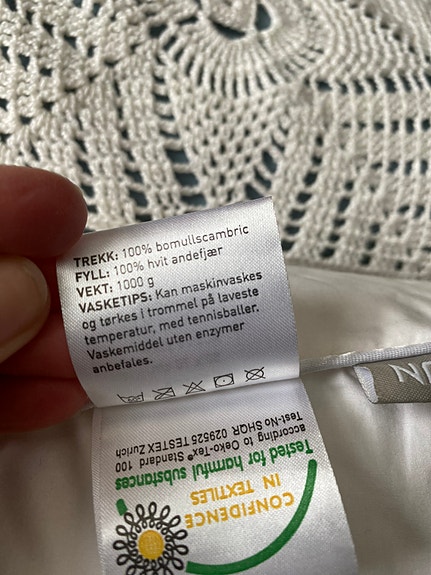 TREKK: 100% bomullscambric
FYLL: 100% hvit andefjær
VEKT: 1000 g
VASKETIPS: Kan maskinvaskes
og tørkes i trommel på laveste
temperatur, med tennisballer.
Vaskemiddel uten enzymer
anbefales.
CONFIDENCE
IN TEXTILES
Tested for harmful substances
according to Oeko-Tex® Standard 100
Test-No SHQR 029525 TESTEX Zurich